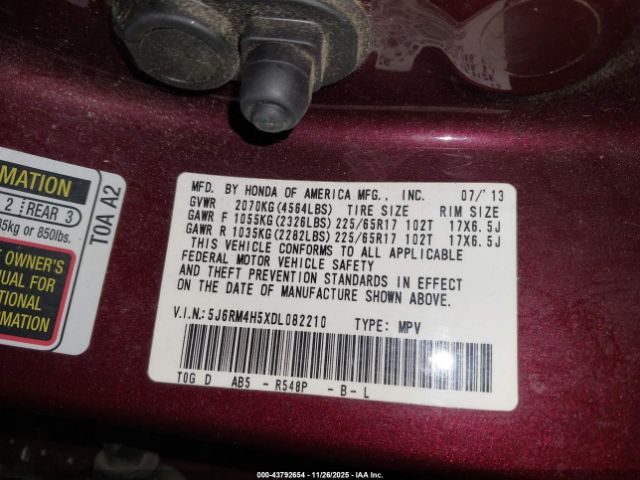 MATION
2 REAR 3
85kg or 850lbs.
E OWNER'S
NUAL FOR
TIONAL
MATION
TOA A2
MFD. BY HONDA OF AMERICA MFG., INC. 07/'13
GVWR 2070KG(4564LBS) TIRE SIZE RIM SIZE
GAWR F 1055KG(2326LBS) 225/65R17 102T 17X6.5J
GAWR R 1035KG(2282LBS) 225/65R17 102T 17X6.5J
THIS VEHICLE CONFORMS TO ALL APPLICABLE
FEDERAL MOTOR VEHICLE SAFETY
AND THEFT PREVENTION STANDARDS IN EFFECT
ON THE DATE OF MANUFACTURE SHOWN ABOVE.
V.I.N.:5J6RM4H5XDL082210 TYPE: MPV
T0G D AB5 - R548P - B - L
000-43792654 | 11/26/2025 | IAA Inc.